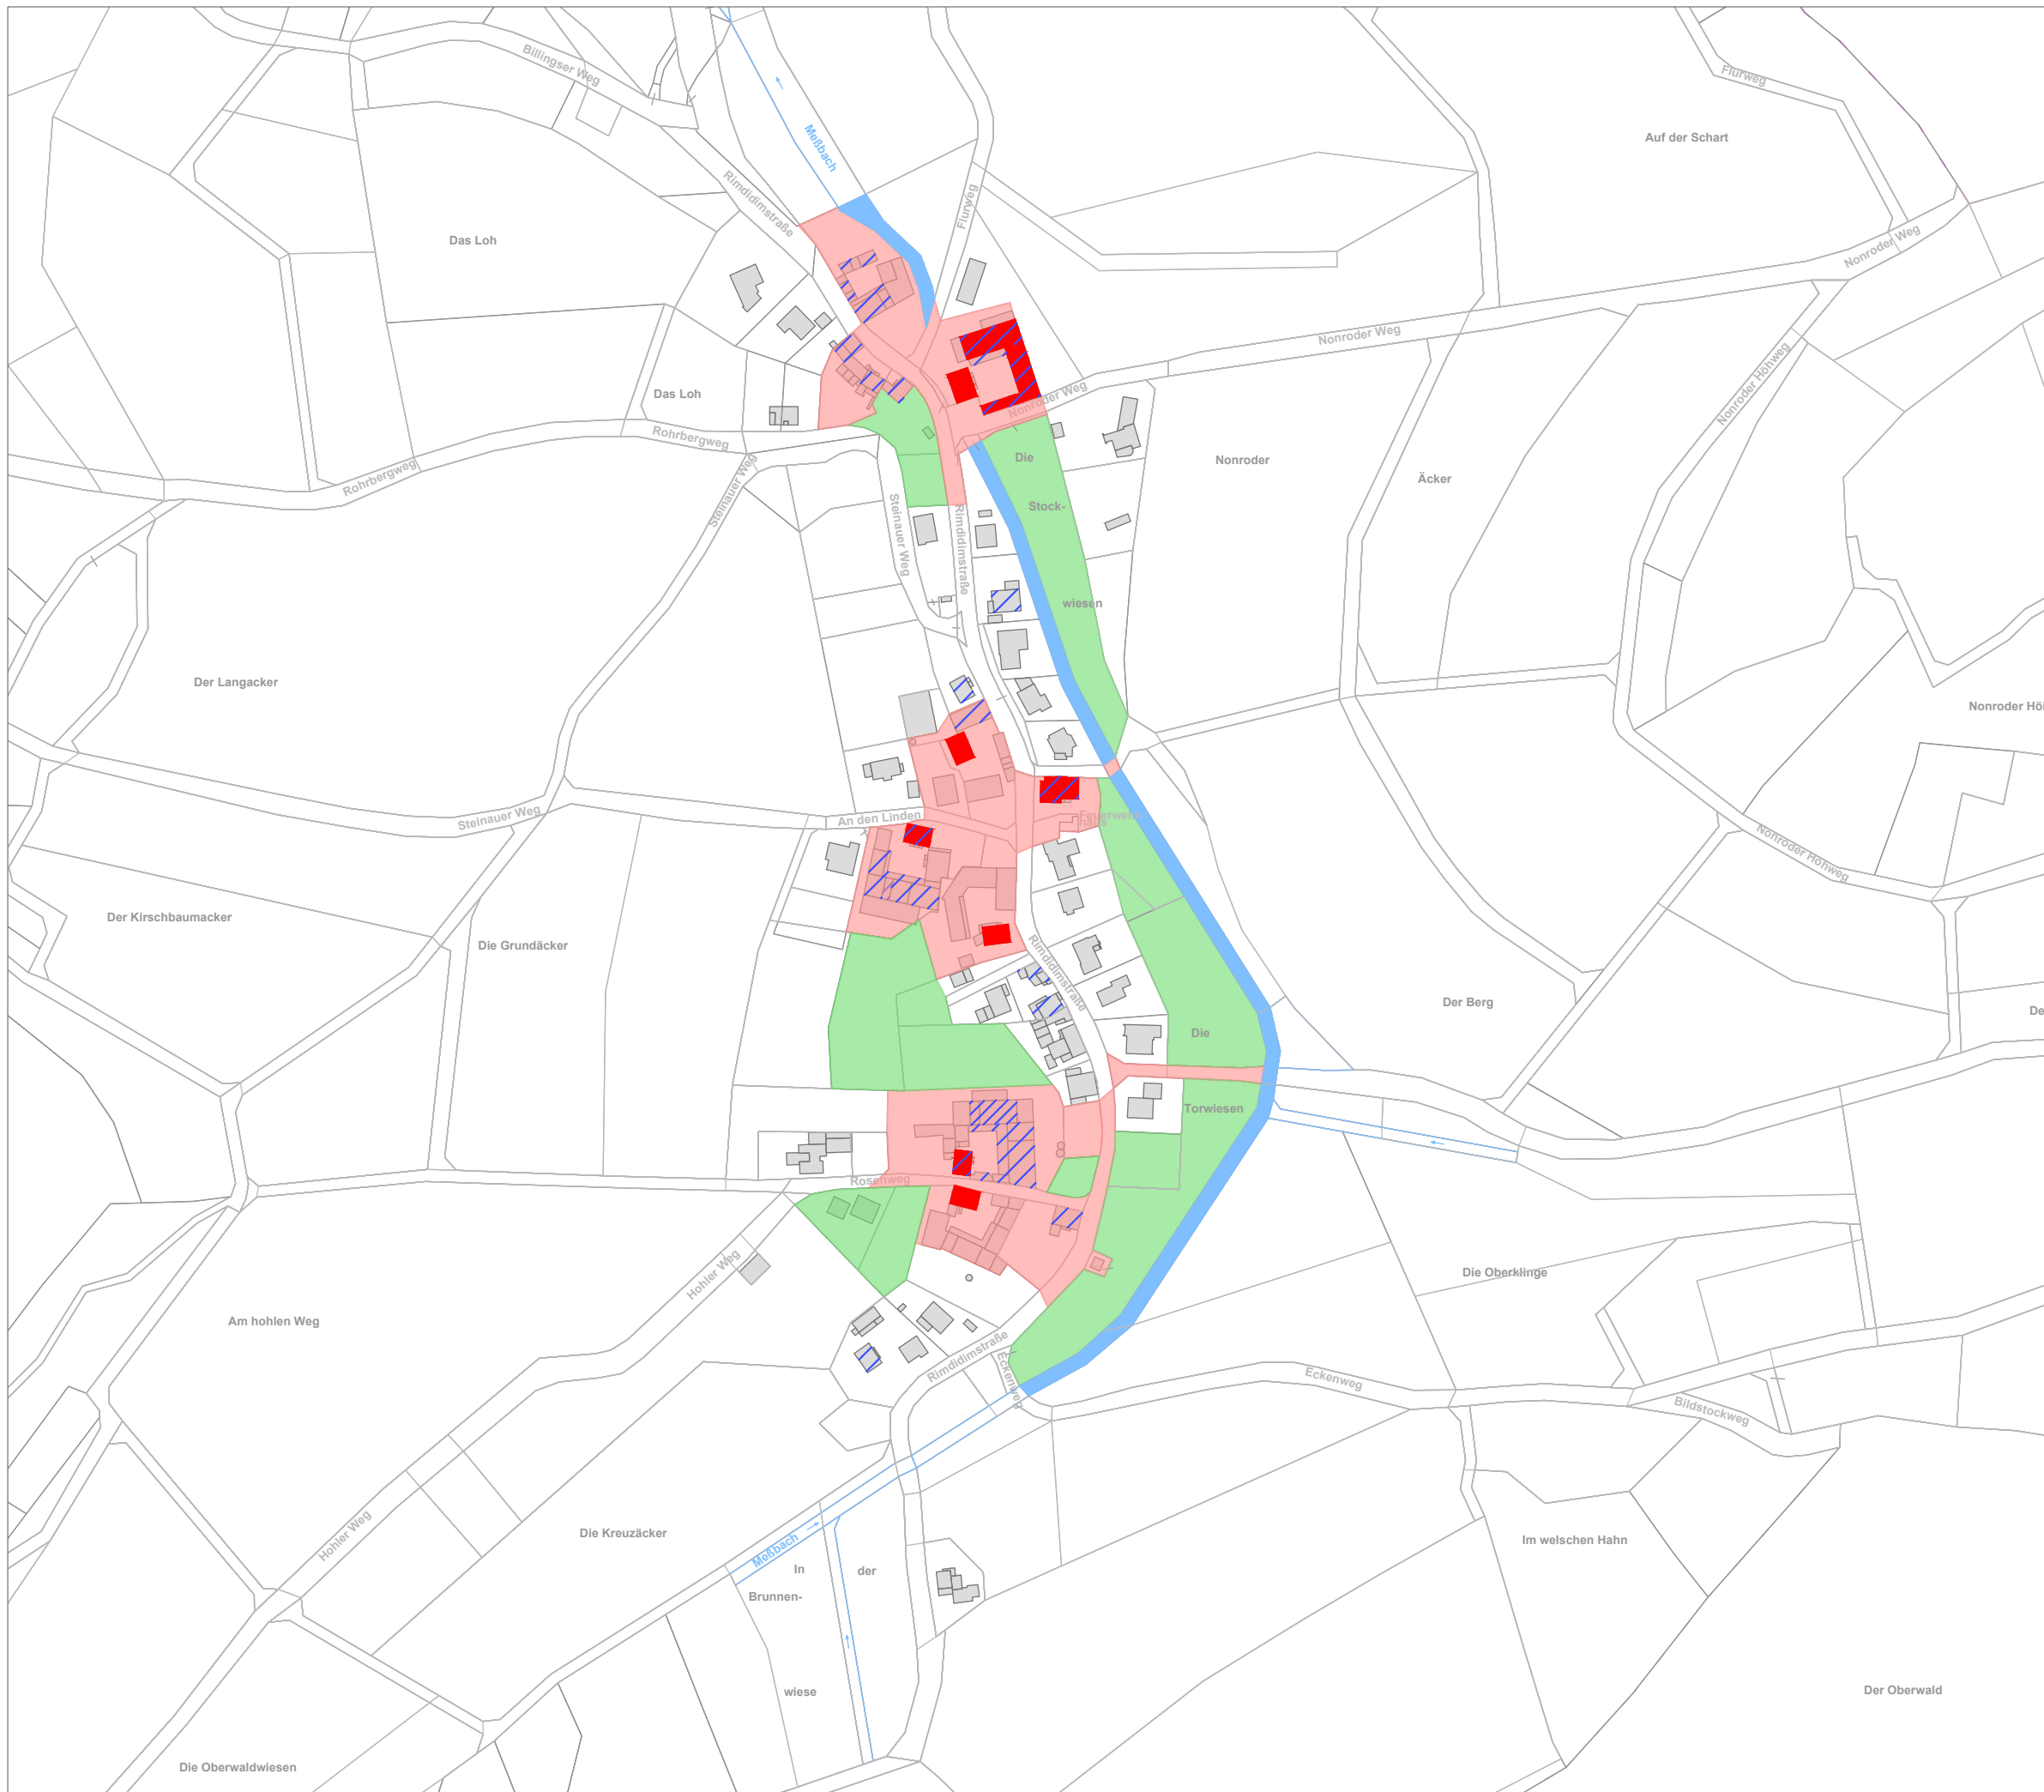 Billingser Weg
Flurweg
Auf der Schart
Meßbach
Rimdidimstraße
Flurweg
Das Loh
Nonroder Weg
Nonroder Weg
Nonroder Höhweg
Das Loh
Nonroder Weg
Rohrbergweg
Rohrbergweg
Steinauer Weg
Die
Nonroder
Äcker
Stock-
Steinauer Weg
Rimdidimstraße
wiesen
Der Langacker
Nonroder Hö
Steinauer Weg
An den Linden
Feuerwehr
haus
Nonroder Höhweg
Der Kirschbaumacker
Die Grundäcker
Rimdidimstraße
Der Berg
De
Die
Torwiesen
Rosenweg
Hohler Weg
Die Oberklinge
Am hohlen Weg
Rimdidimstraße
Eckenweg
Eckenweg
Bildstockweg
Hohler Weg
Die Kreuzäcker
Meßbach
In
der
Im welschen Hahn
Brunnen-
wiese
Der Oberwald
Die Oberwaldwiesen